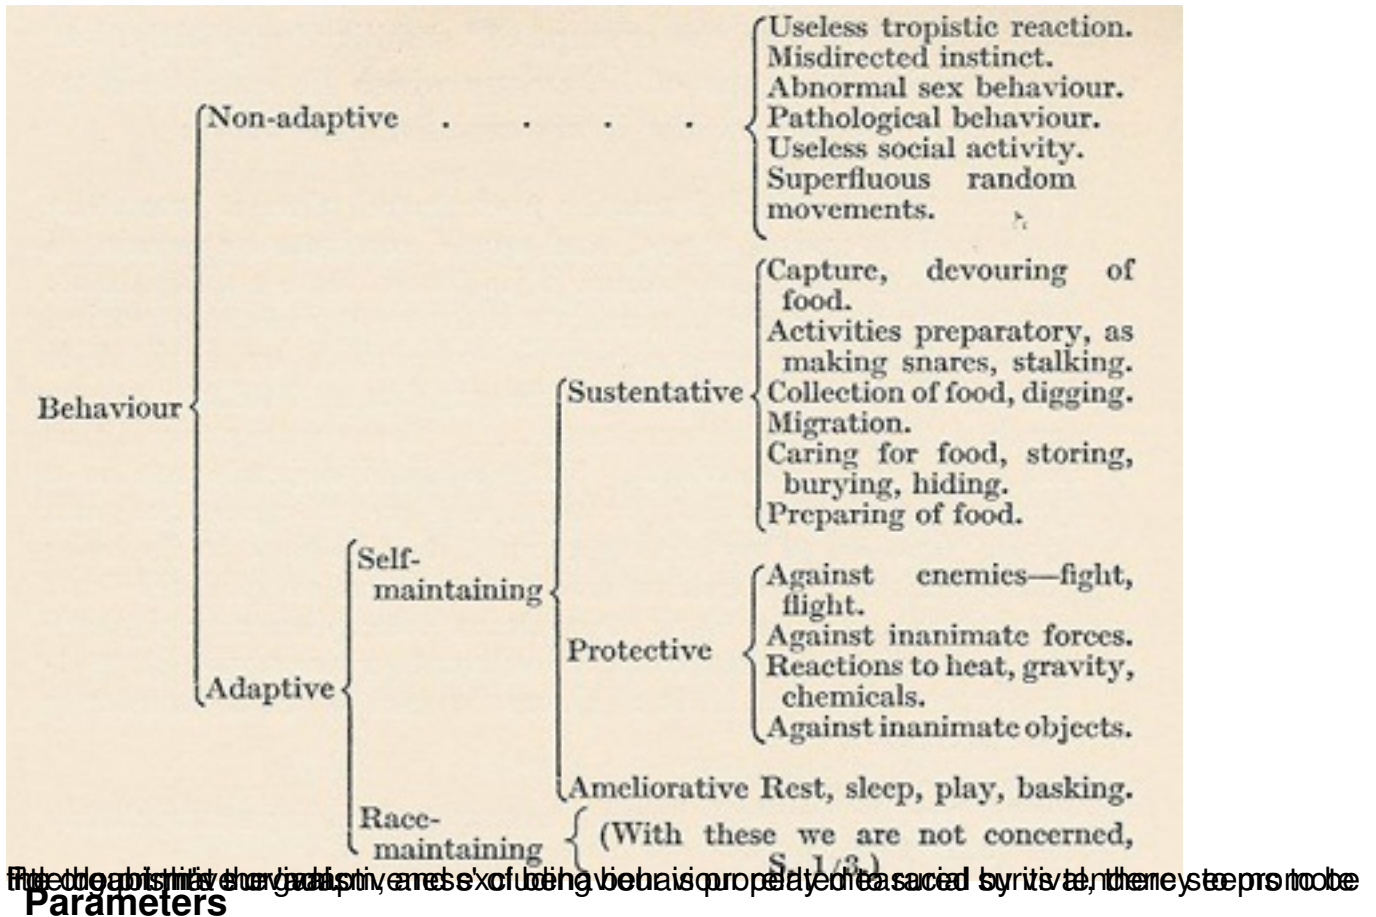 Useless tropistic reaction.
Misdirected instinct.
Abnormal sex behaviour.
Non-adaptive . . . . Pathological behaviour.
Useless social activity.
Superfluous random
movements.
Capture, devouring of
food.
Activities preparatory, as
making snares, stalking.
Behaviour Sustentative Collection of food, digging.
Migration.
Caring for food, storing,
burying, hiding.
Preparing of food.
Self-
maintaining
Against enemies—fight,
flight.
Against inanimate forces.
Protective Reactions to heat, gravity,
chemicals.
Adaptive Against inanimate objects.
Ameliorative Rest, sleep, play, basking.
Race-
maintaining (With these we are not concerned,
S. 1/3.)
Parameters